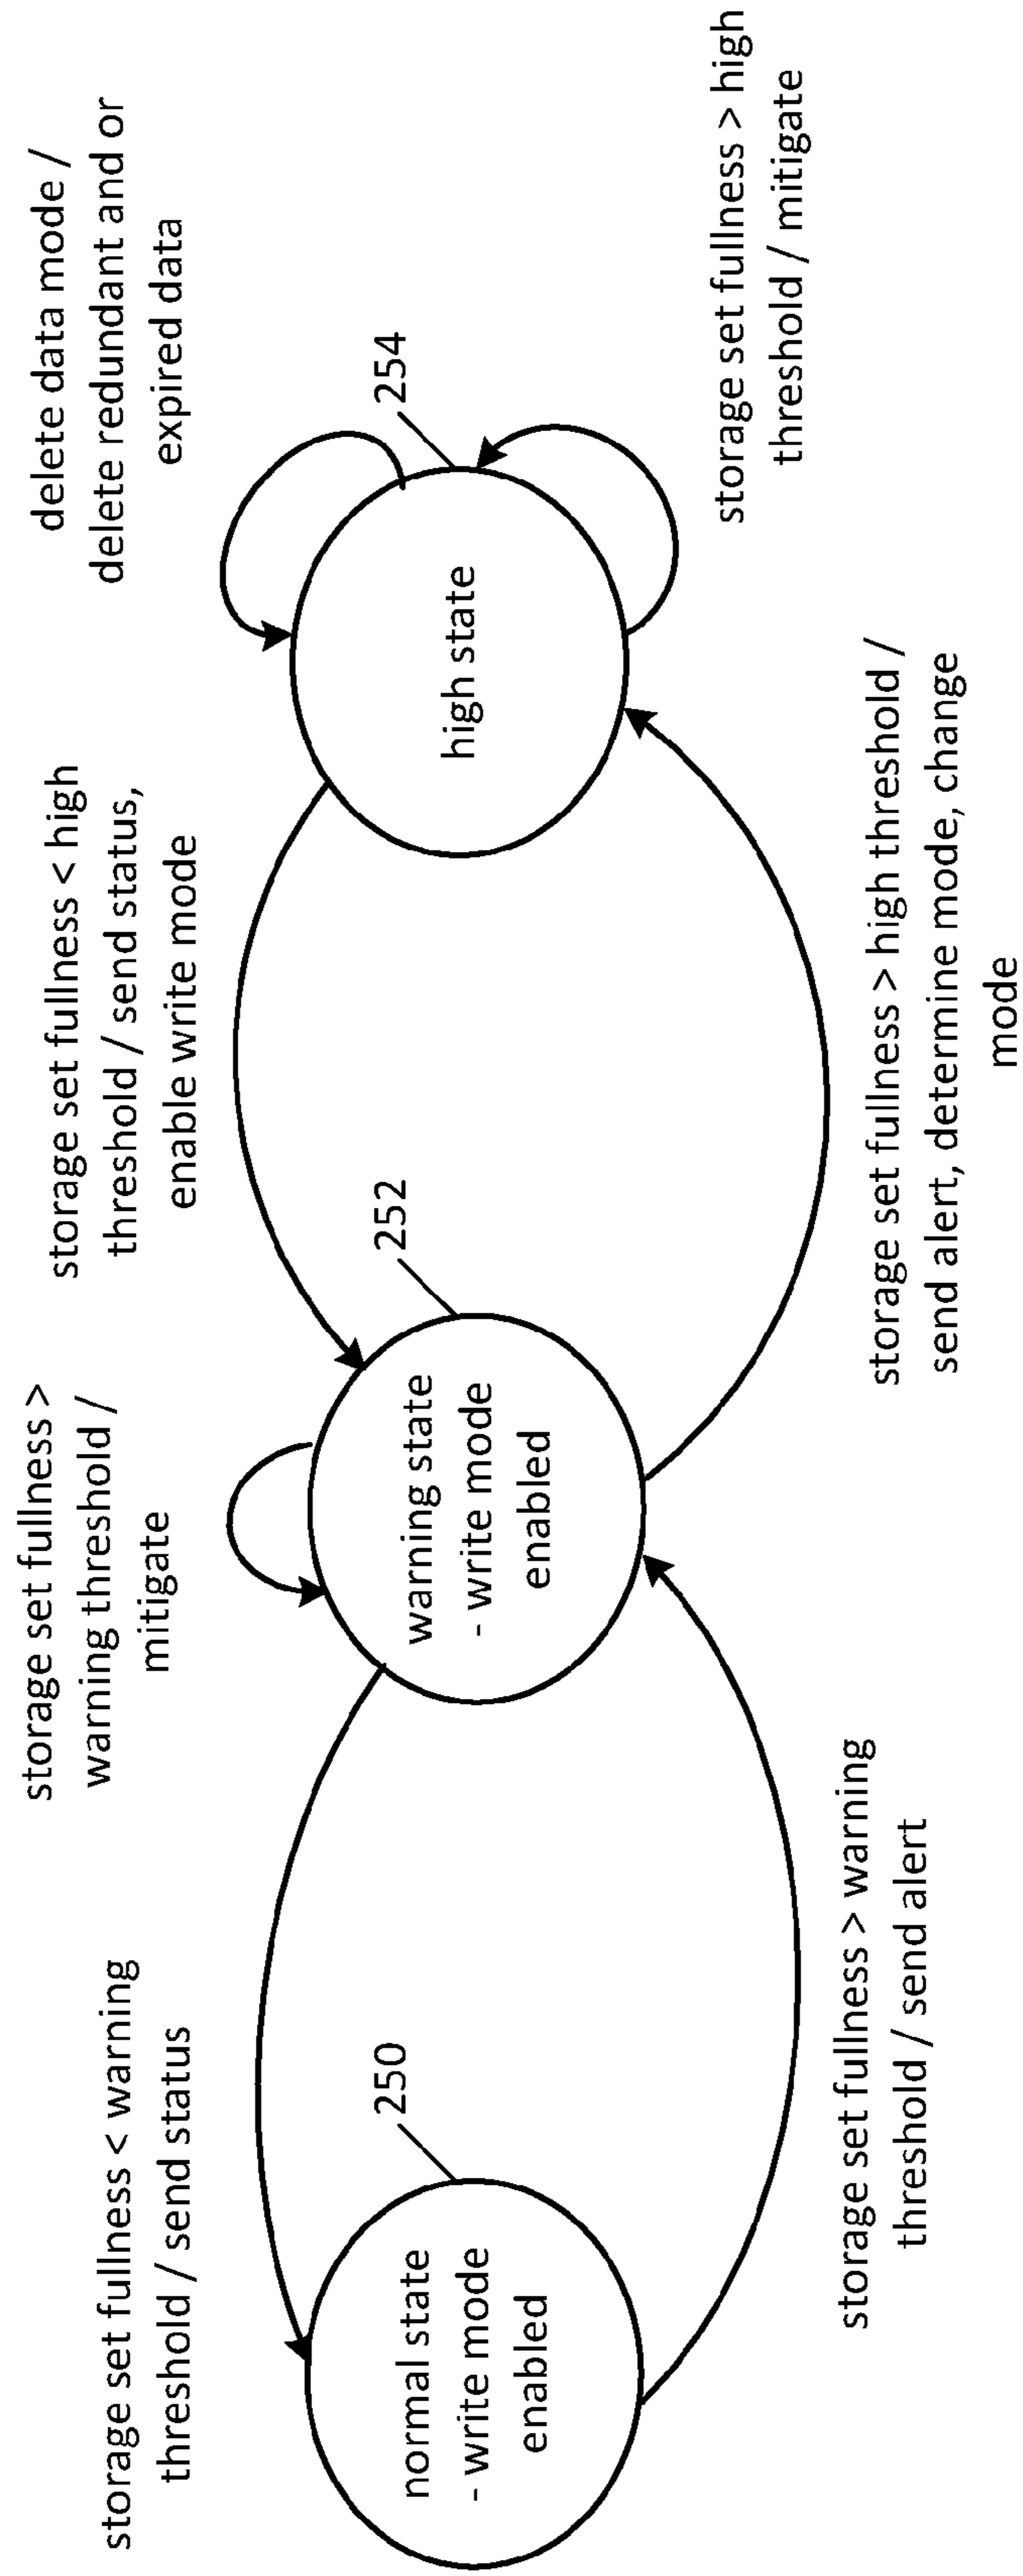 storage set fullness < warning
threshold / send status
storage set fullness >
warning threshold /
mitigate
storage set fullness < high
threshold / send status,
enable write mode
delete data mode /
delete redundant and or
expired data
250
252
254
normal state
- write mode
enabled
warning state
- write mode
enabled
high state
storage set fullness > warning
threshold / send alert
storage set fullness > high threshold /
send alert, determine mode, change
mode
storage set fullness > high
threshold / mitigate